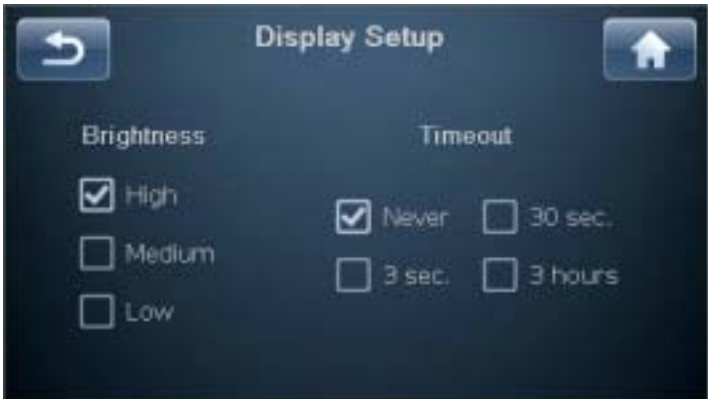 Display Setup
Brightness
Timeout
High
Medium
Low
Never
30 sec.
3 sec.
3 hours